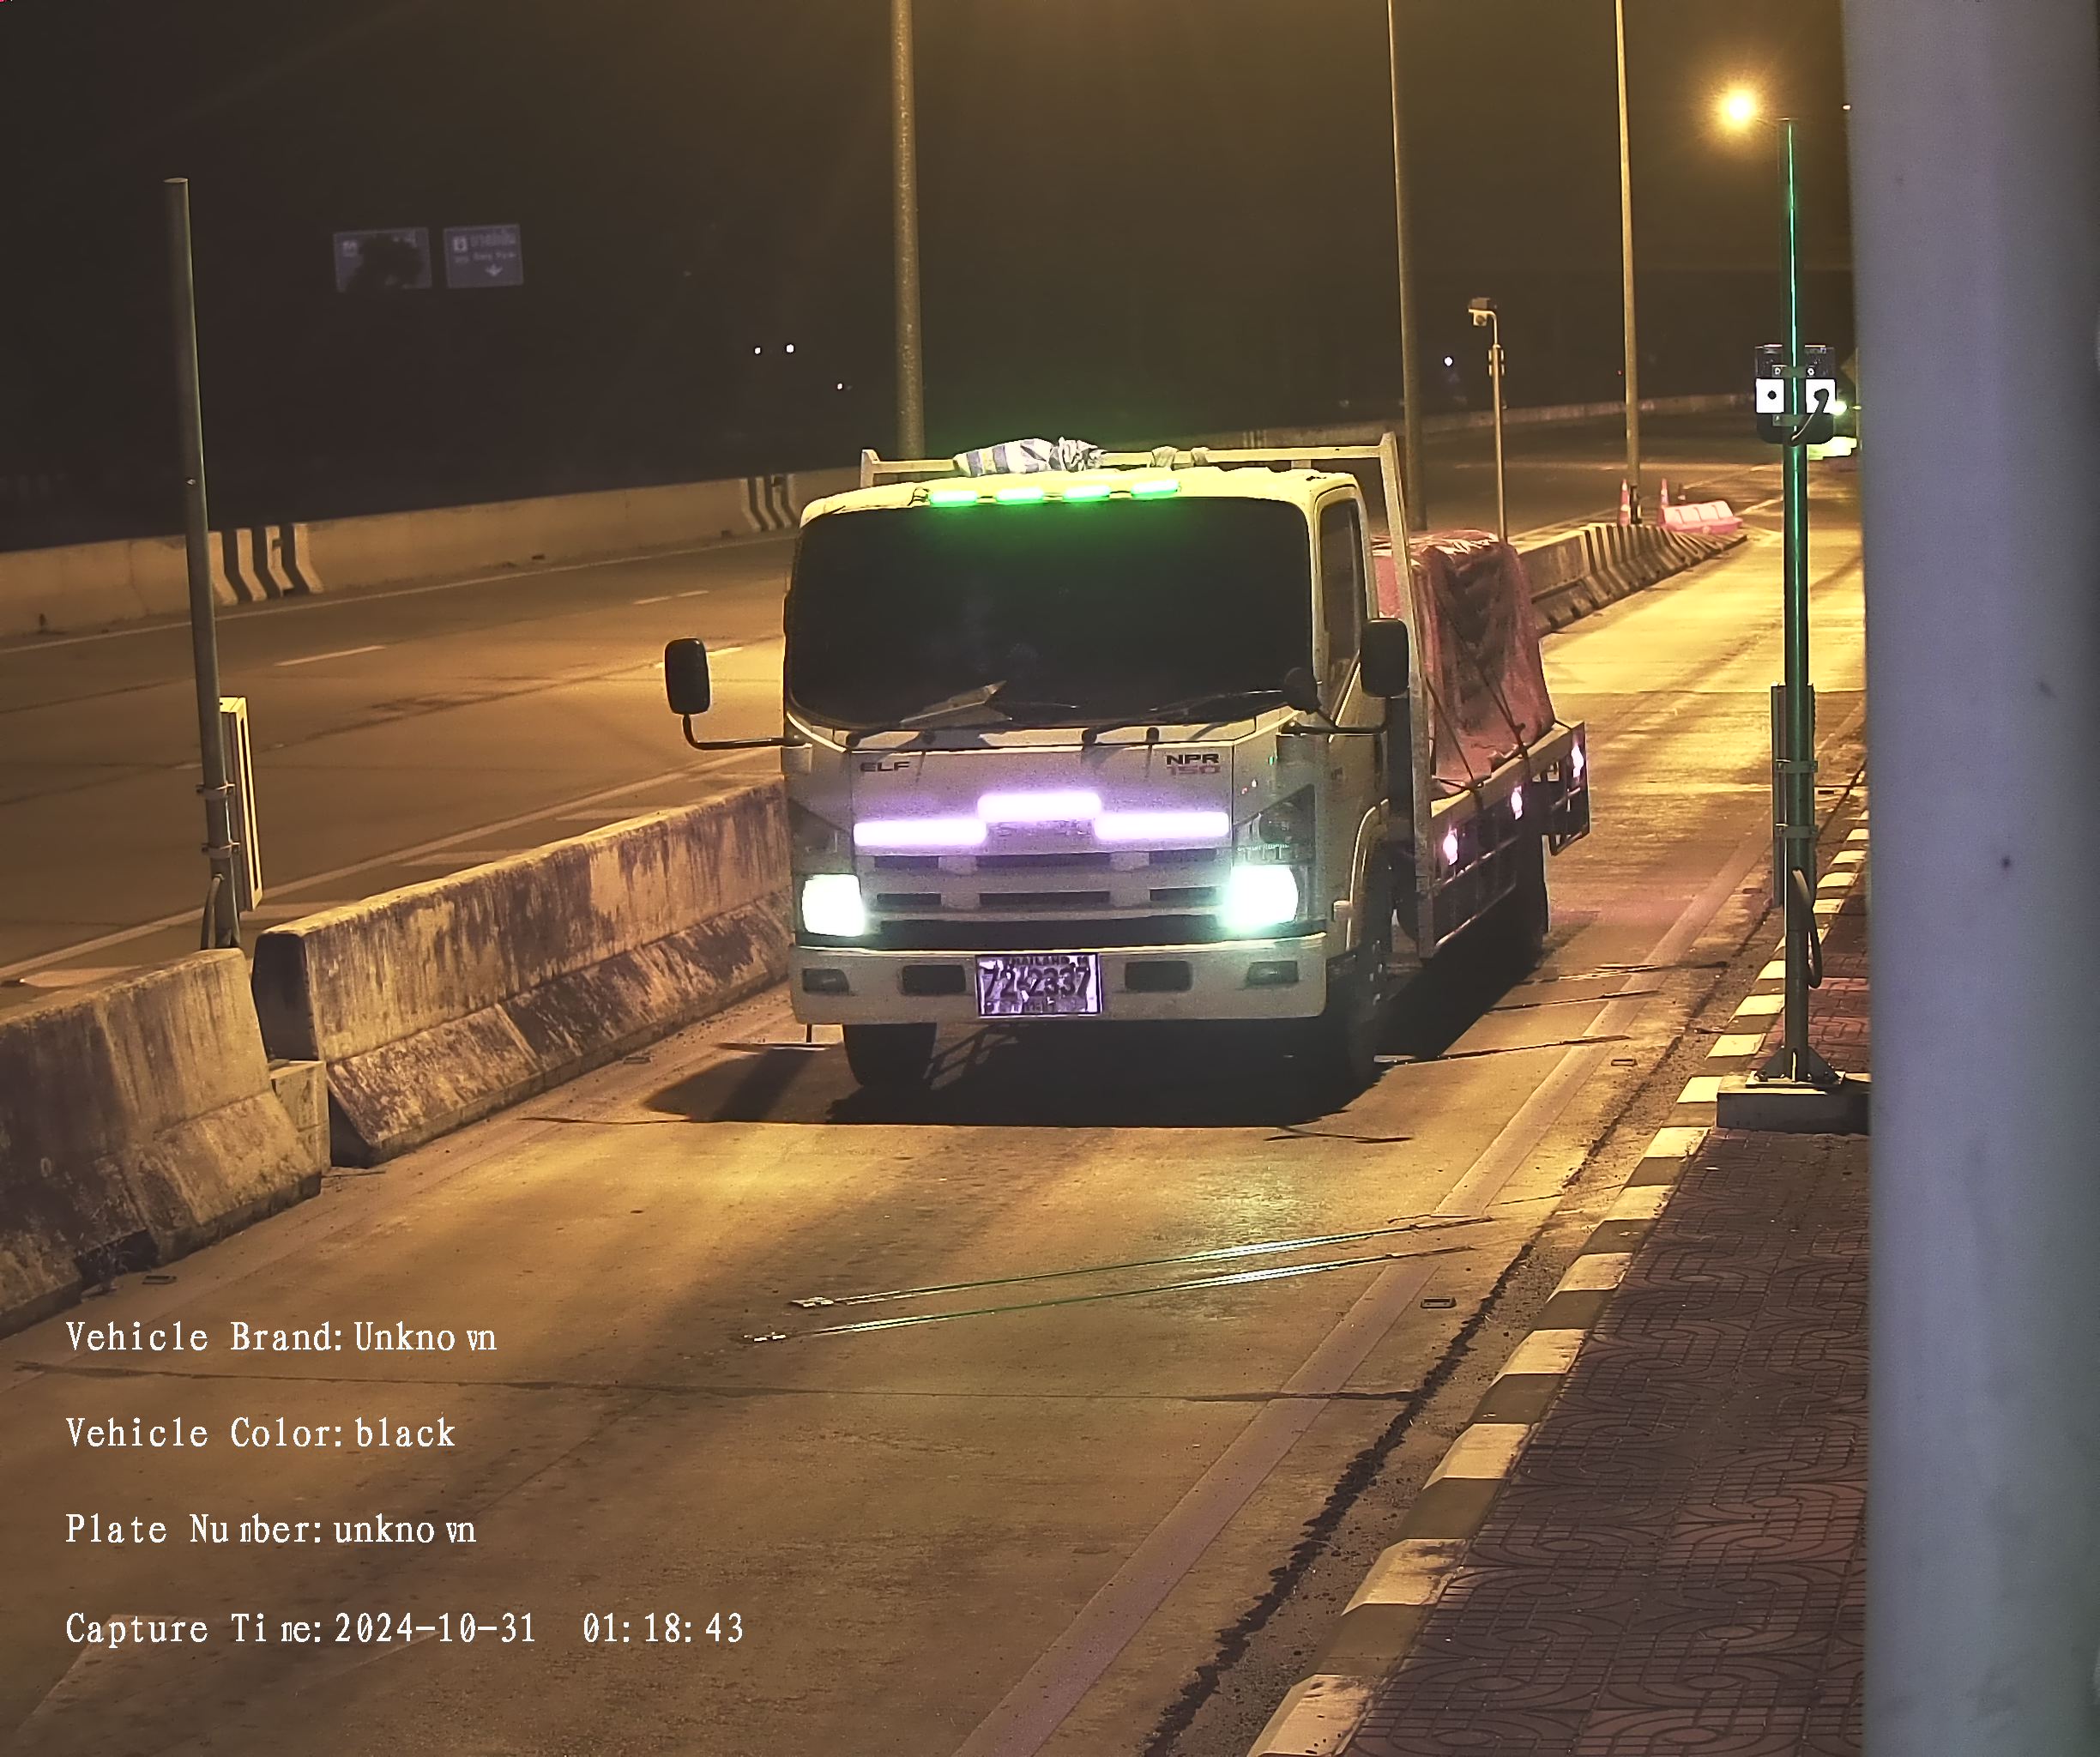 ELF
NPR
150
THAILAND
72-2337
Vehicle Brand:Unknown
Vehicle Color:black
Plate Number:unknown
Capture Time:2024-10-31 01:18:43